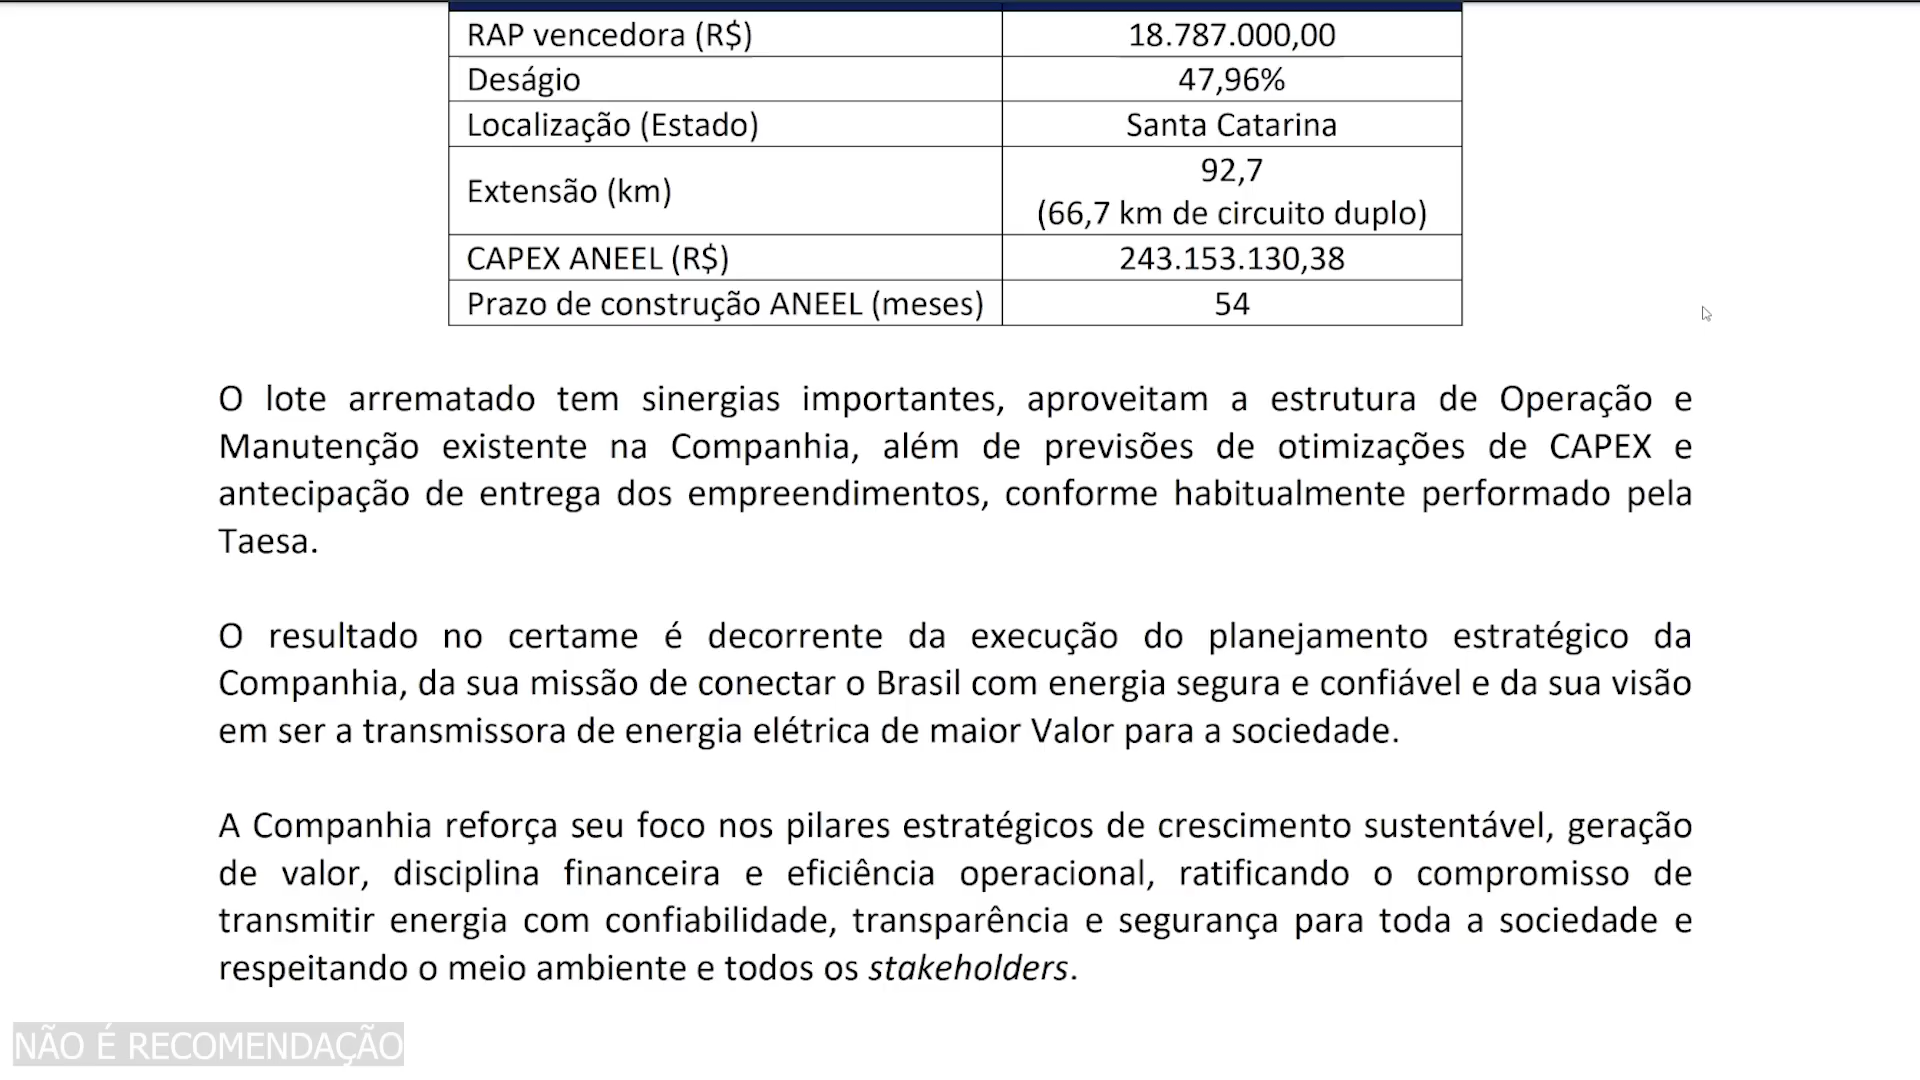 RAP vencedora (R$) 18.787.000,00
Deságio 47,96%
Localização (Estado) Santa Catarina
Extensão (km) 92,7
(66,7 km de circuito duplo)
CAPEX ANEEL (R$) 243.153.130,38
Prazo de construção ANEEL (meses) 54
O lote arrematado tem sinergias importantes, aproveitam a estrutura de Operação e
Manutenção existente na Companhia, além de previsões de otimizações de CAPEX e
antecipação de entrega dos empreendimentos, conforme habitualmente performado pela
Taesa.
O resultado no certame é decorrente da execução do planejamento estratégico da
Companhia, da sua missão de conectar o Brasil com energia segura e confiável e da sua visão
em ser a transmissora de energia elétrica de maior Valor para a sociedade.
A Companhia reforça seu foco nos pilares estratégicos de crescimento sustentável, geração
de valor, disciplina financeira e eficiência operacional, ratificando o compromisso de
transmitir energia com confiabilidade, transparência e segurança para toda a sociedade e
respeitando o meio ambiente e todos os stakeholders.
NÃO É RECOMENDAÇÃO